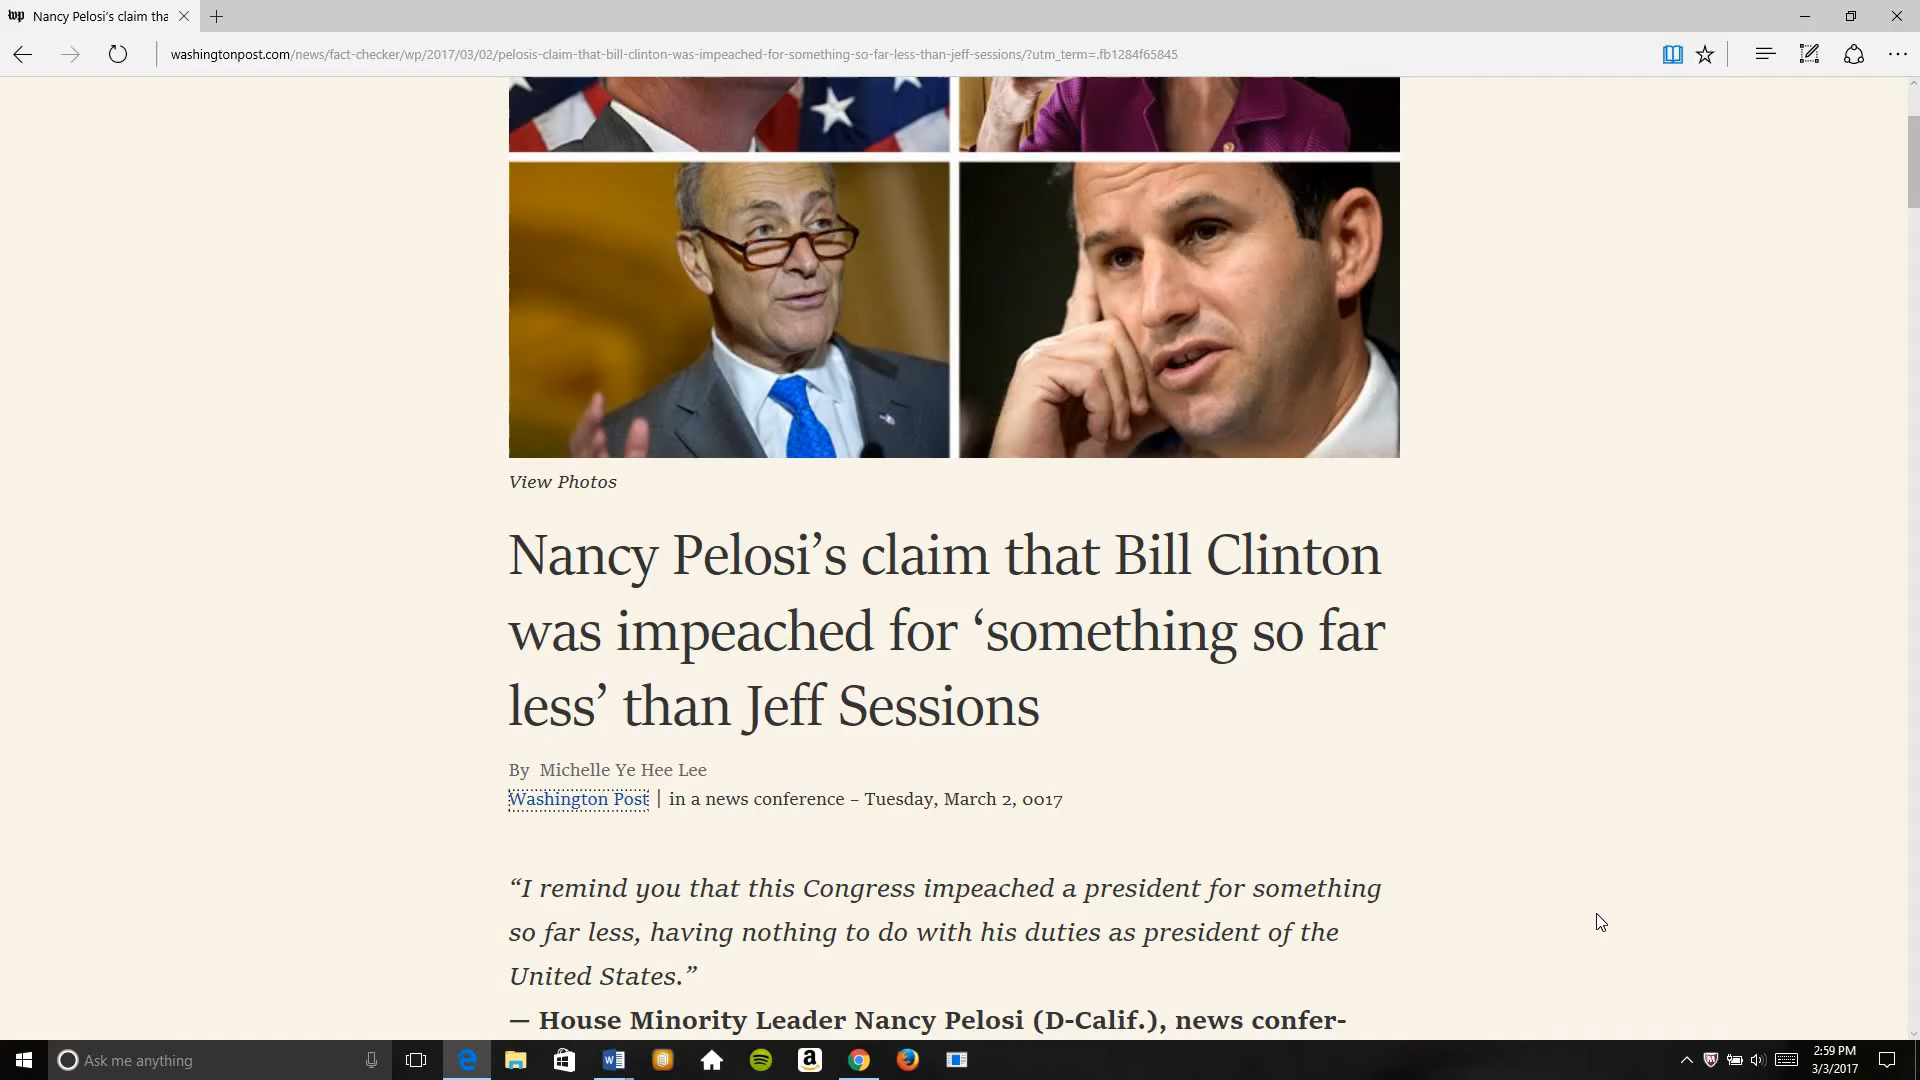 Nancy Pelosi's claim tha
washingtonpost.com/news/fact-checker/wp/2017/03/02/pelosis-claim-that-bill-clinton-was-impeached-for-something-so-far-less-than-jeff-sessions/?utm_term=.fb1284f65845
View Photos
Nancy Pelosi’s claim that Bill Clinton
was impeached for ‘something so far
less’ than Jeff Sessions
By Michelle Ye Hee Lee
Washington Post | in a news conference – Tuesday, March 2, 0017
“I remind you that this Congress impeached a president for something
so far less, having nothing to do with his duties as president of the
United States.”
— House Minority Leader Nancy Pelosi (D-Calif.), news confer-
Ask me anything
2:59 PM
3/3/2017